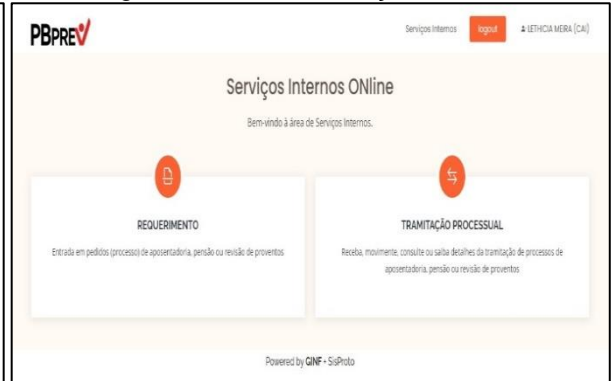 PBPREV
Serviços Internos
logout
LETHICIA MEIRA (CAI)
Serviços Internos ONline
Bem-vindo à área de Serviços Internos.
REQUERIMENTO
Entrada em pedidos (processo) de aposentadoria, pensão ou revisão de proventos
TRAMITAÇÃO PROCESSUAL
Receba, movimente, consulte ou saiba detalhes da tramitação de processos de
aposentadoria, pensão ou revisão de proventos
Powered by GINF - SisProto